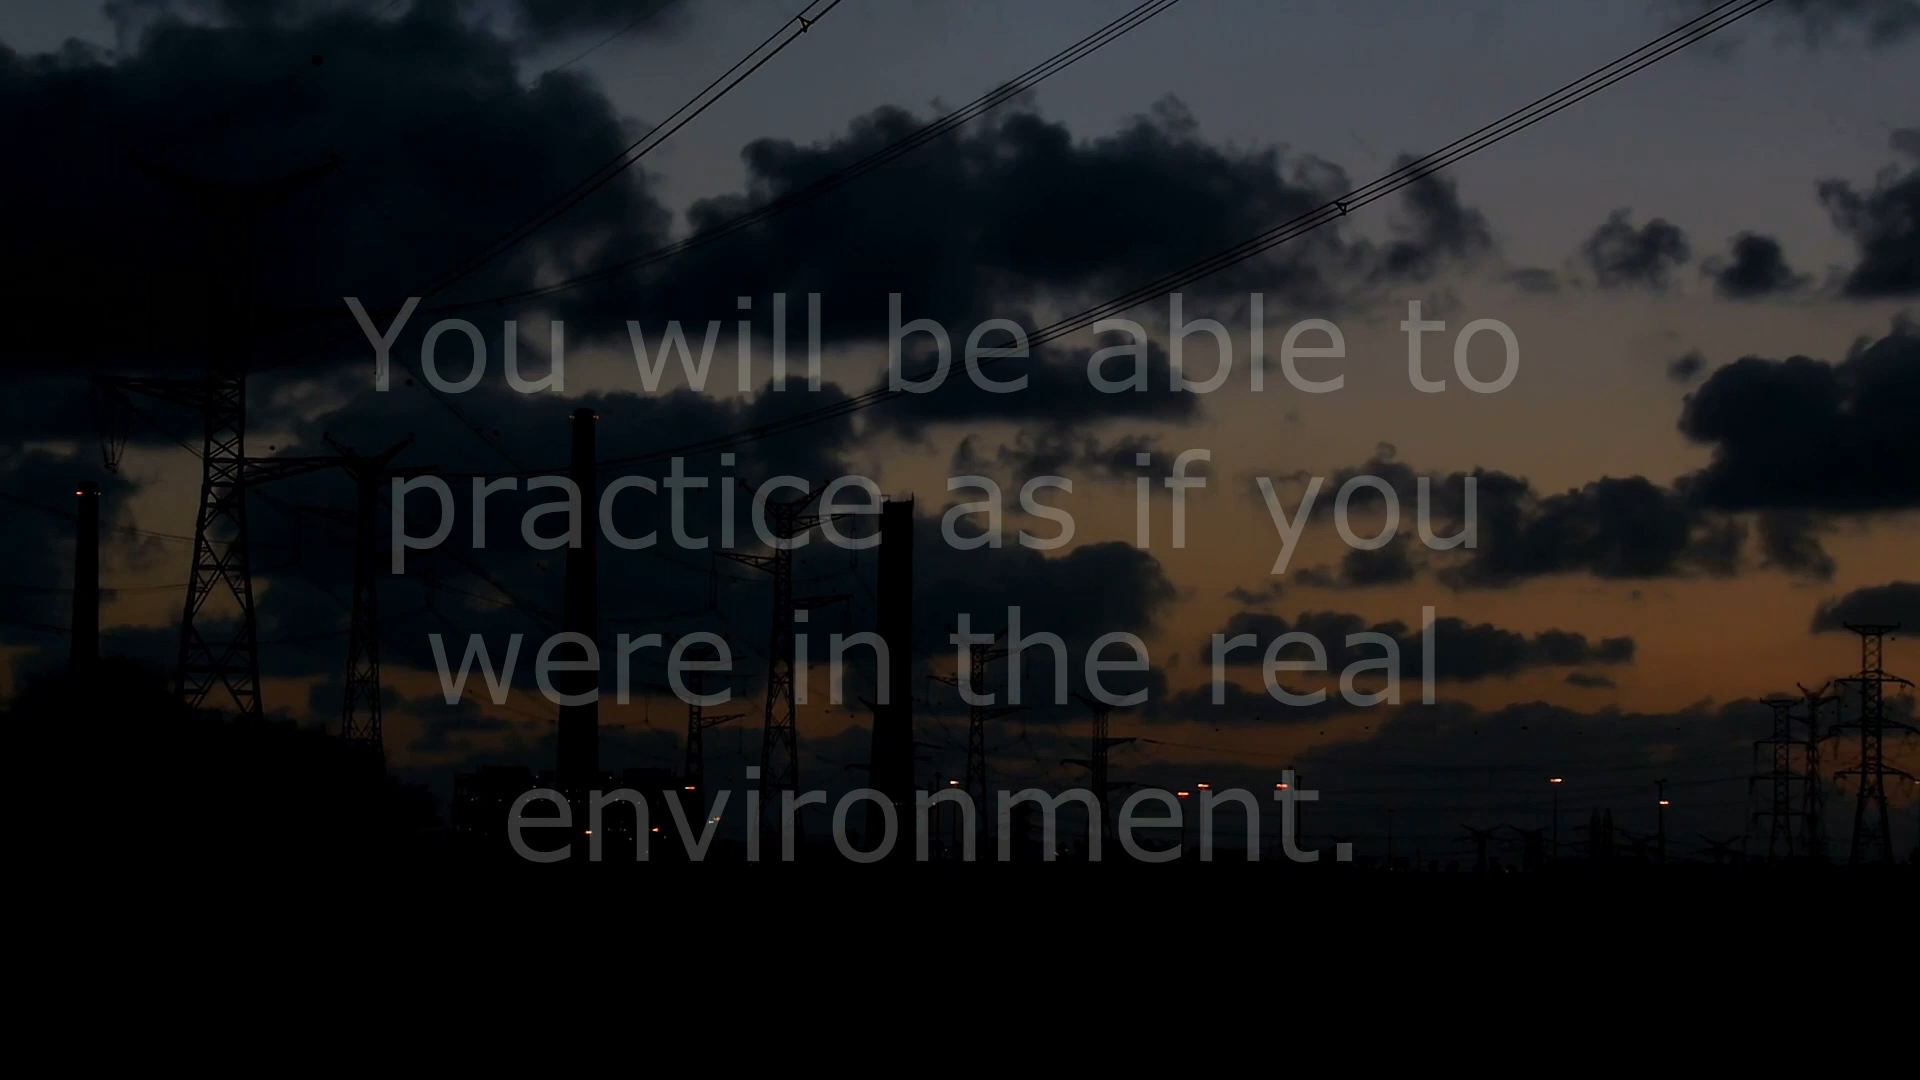 You will be able to
practice as if you
were in the real
environment.